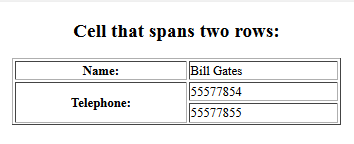 Cell that spans two rows:
Name: Bill Gates
Telephone: 55577854
55577855